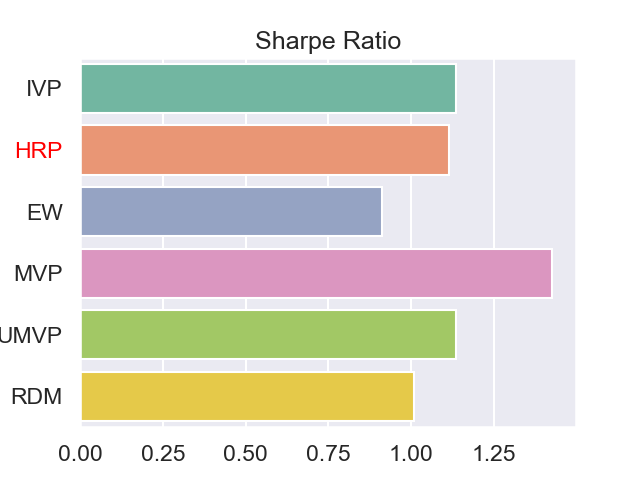 Sharpe Ratio
IVP
HRP
EW
MVP
UMVP
RDM
0.00 0.25 0.50 0.75 1.00 1.25